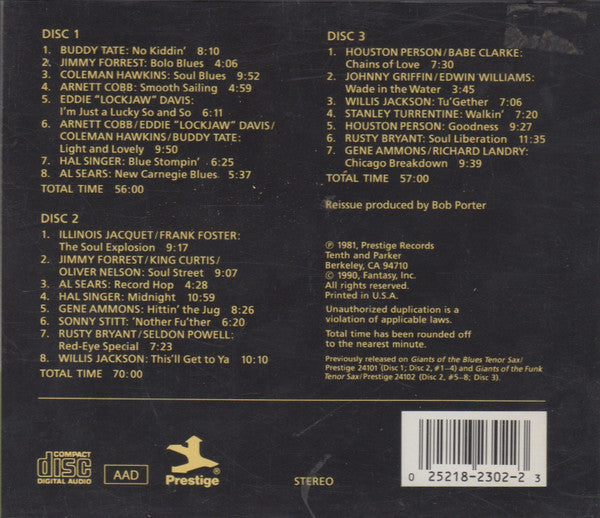 DISC 1
1. BUDDY TATE: No Kiddin' 8:10
2. JIMMY FORREST: Bolo Blues 4:06
3. COLEMAN HAWKINS: Soul Blues 9:52
4. ARNETT COBB: Smooth Sailing 4:59
5. EDDIE "LOCKJAW" DAVIS:
I'm Just a Lucky So and So 6:11
6. ARNETT COBB/EDDIE "LOCKJAW" DAVIS/
COLEMAN HAWKINS/BUDDY TATE:
Light and Lovely 9:50
7. HAL SINGER: Blue Stompin' 6:25
8. AL SEARS: New Carnegie Blues 5:37
TOTAL TIME 56:00
DISC 2
1. ILLINOIS JACQUET/FRANK FOSTER:
The Soul Explosion 9:17
2. JIMMY FORREST/KING CURTIS/
OLIVER NELSON: Soul Street 9:07
3. AL SEARS: Record Hop 4:28
4. HAL SINGER: Midnight 10:59
5. GENE AMMONS: Hittin' the Jug 8:26
6. SONNY STITT: 'Nother Fu'ther 6:20
7. RUSTY BRYANT/SELDON POWELL:
Red-Eye Special 7:23
8. WILLIS JACKSON: This'll Get to Ya 10:10
TOTAL TIME 70:00
DISC 3
1. HOUSTON PERSON/BABE CLARKE:
Chains of Love 7:30
2. JOHNNY GRIFFIN/EDWIN WILLIAMS:
Wade in the Water 3:45
3. WILLIS JACKSON: Tu'Gether 7:06
4. STANLEY TURRENTINE: Walkin' 7:20
5. HOUSTON PERSON: Goodness 9:27
6. RUSTY BRYANT: Soul Liberation 11:35
7. GENE AMMONS/RICHARD LANDRY:
Chicago Breakdown 9:39
TOTAL TIME 57:00
Reissue produced by Bob Porter
℗ 1981, Prestige Records
Tenth and Parker
Berkeley, CA 94710
© 1990, Fantasy, Inc.
All rights reserved.
Printed in U.S.A.
Unauthorized duplication is a
violation of applicable laws.
Total time has been rounded off
to the nearest minute.
Previously released on Giants of the Blues Tenor Sax/
Prestige 24101 (Disc 1; Disc 2, #1–4) and Giants of the Funk
Tenor Sax/Prestige 24102 (Disc 2, #5–8; Disc 3).
COMPACT
disc
DIGITAL AUDIO
AAD
Prestige®
STEREO
0 25218-2302-2 3